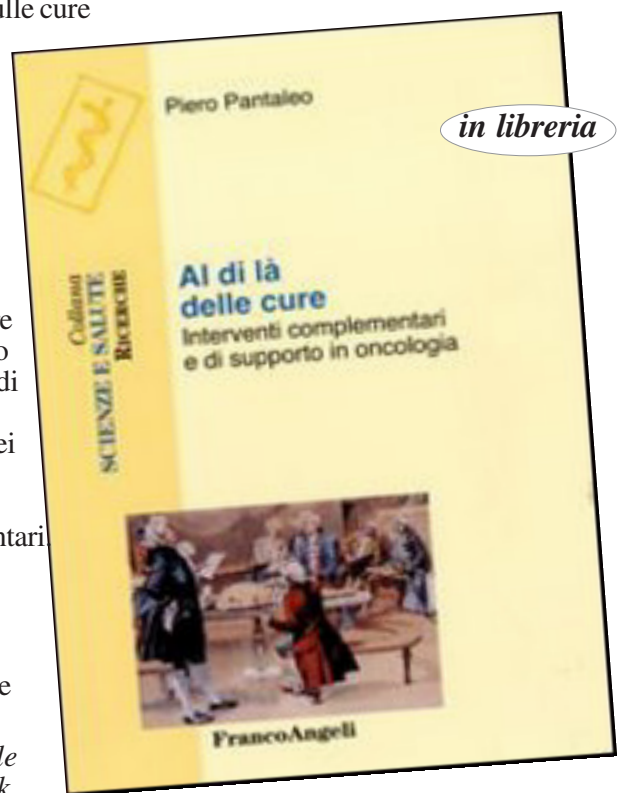 ulle cure
Piero Pantaleo
in libreria
Collana
SCIENZE E SALUTE
RICERCHE
Al di là
delle cure
Interventi complementari
e di supporto in oncologia
e
o
di
ei
ntari.
e
le
k
FrancoAngeli